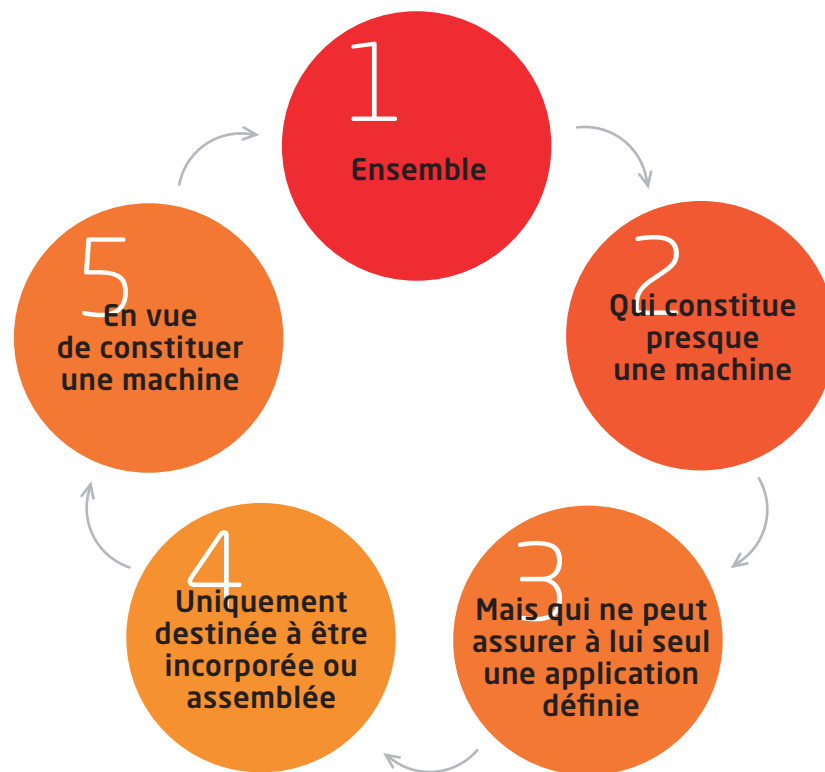 1
Ensemble
2
Qui constitue
presque
une machine
3
Mais qui ne peut
assurer à lui seul
une application
définie
4
Uniquement
destinée à être
incorporée ou
assemblée
5
En vue
de constituer
une machine